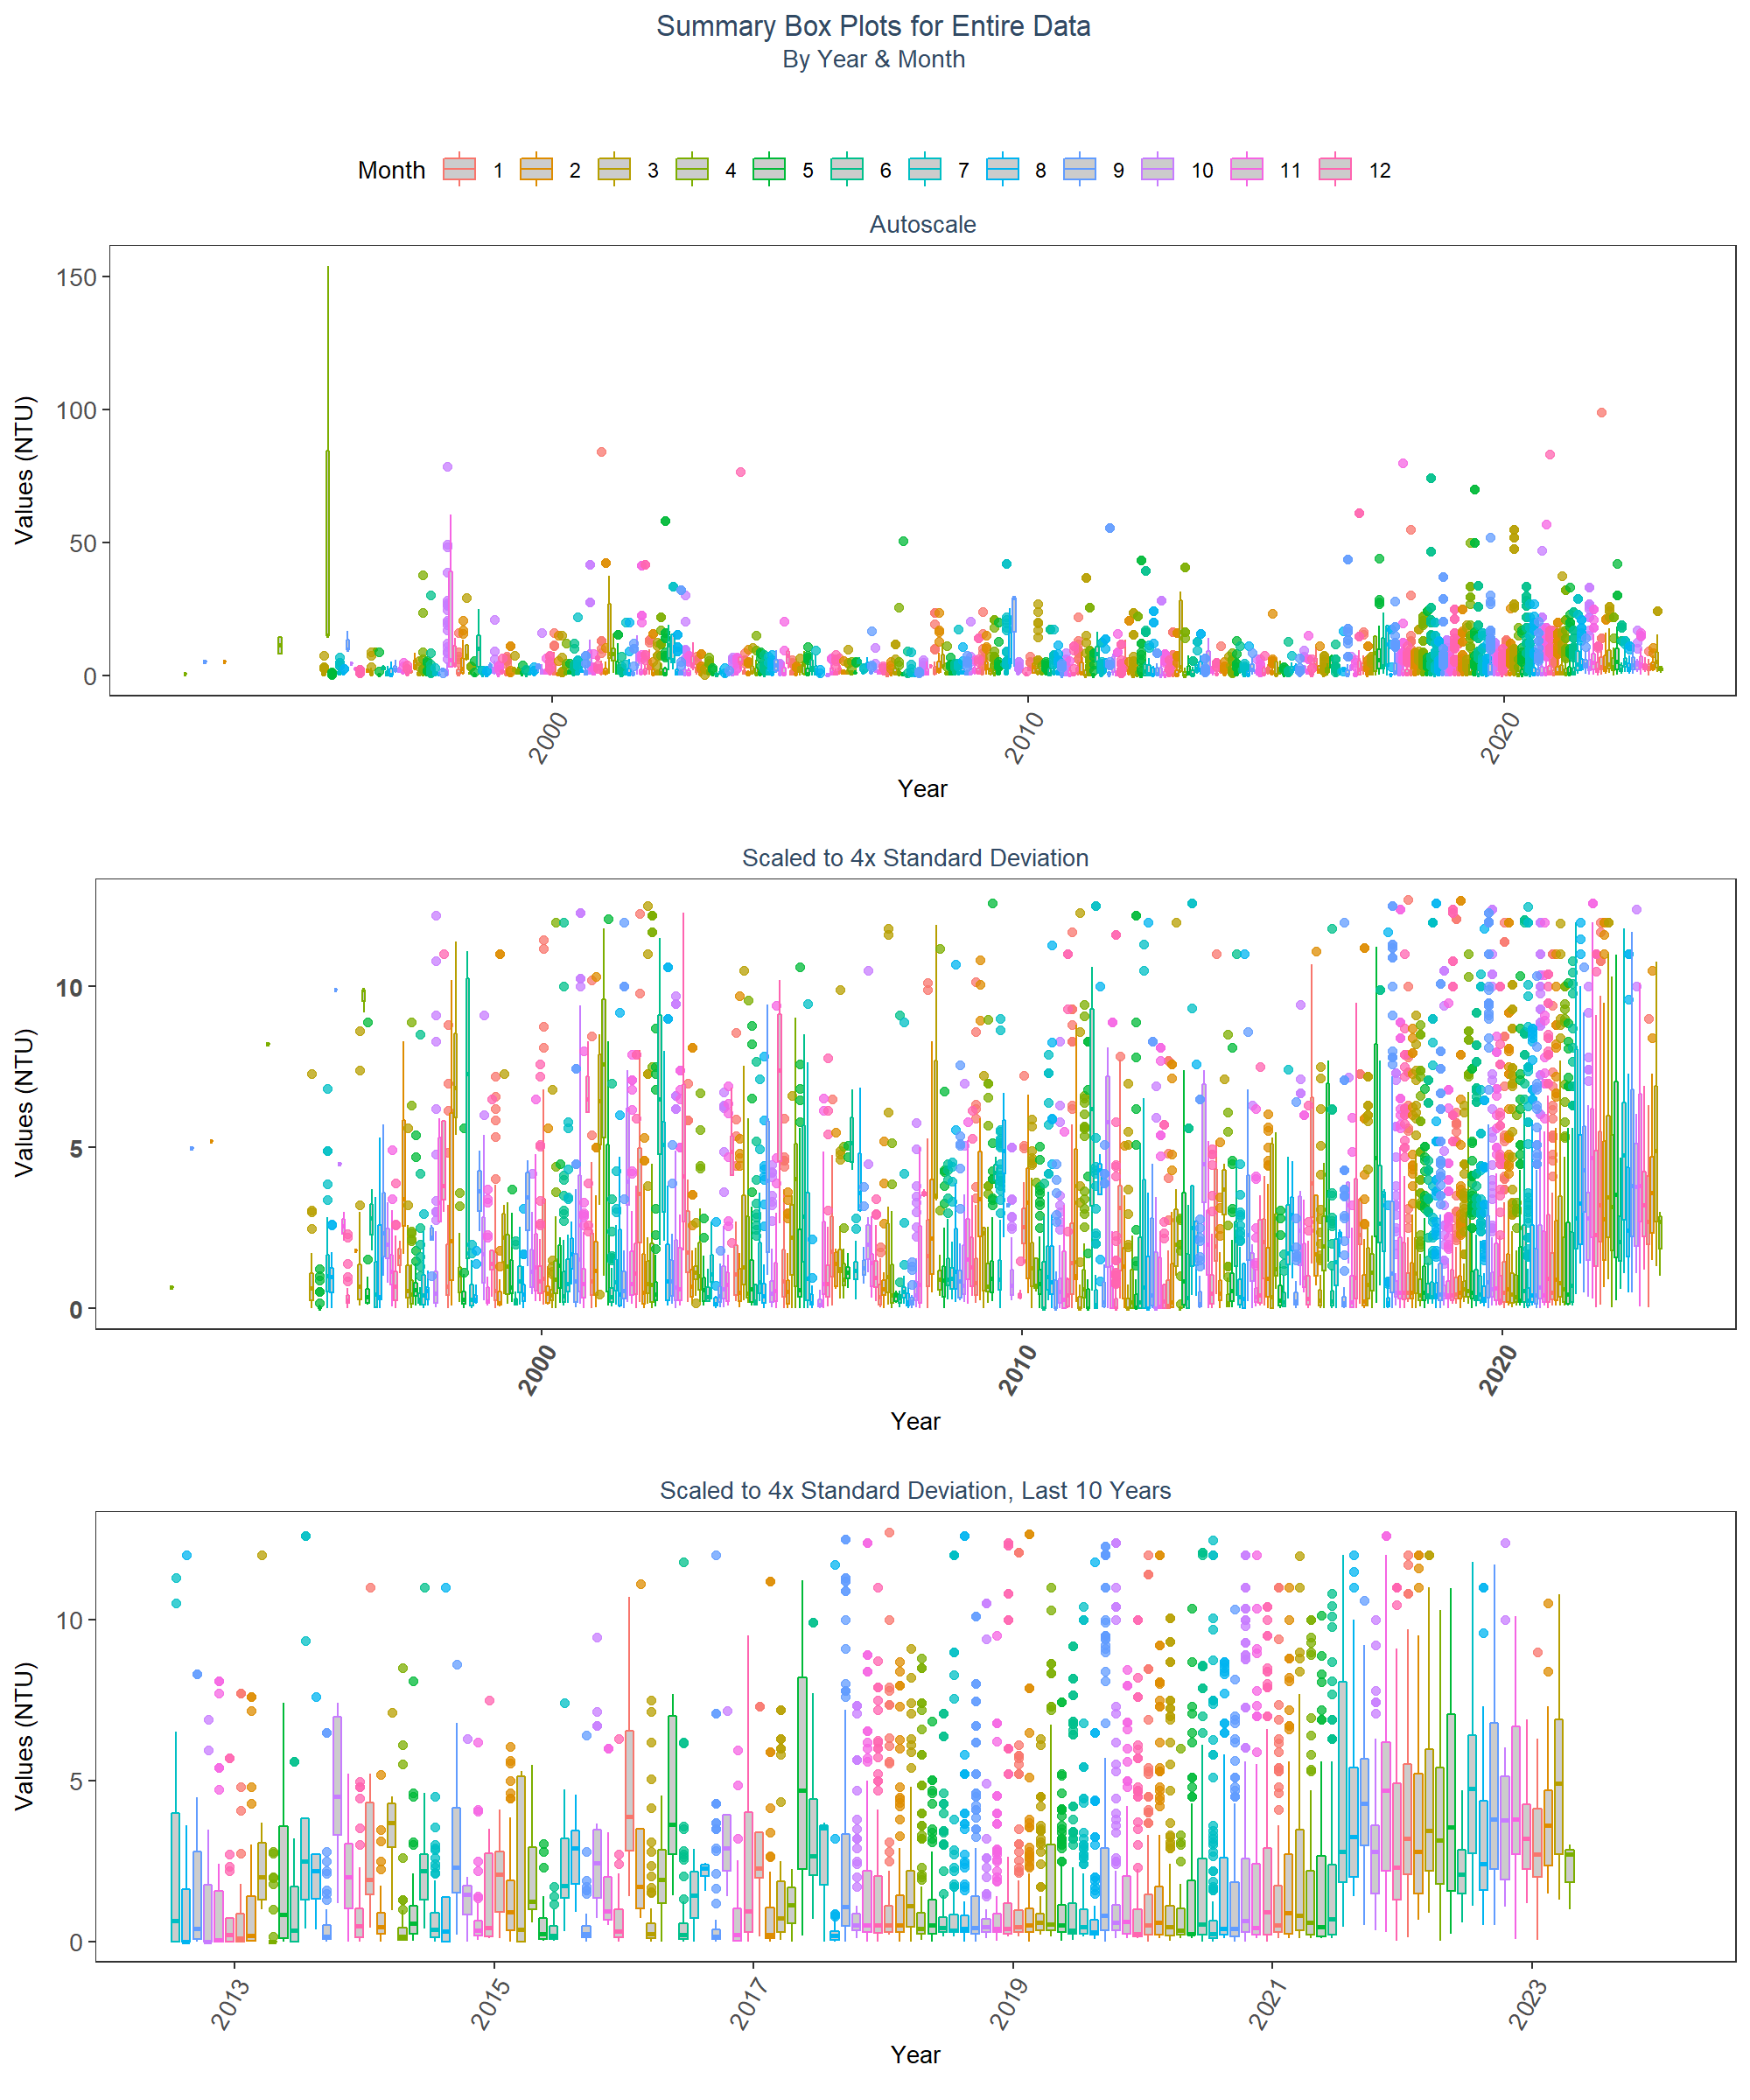 Summary Box Plots for Entire Data
By Year & Month
Month 1 2 3 4 5 6 7 8 9 10 11 12
Autoscale
Values (NTU)
150
100
50
0
2000 2010 2020
Year
Scaled to 4x Standard Deviation
Values (NTU)
10
5
0
2000 2010 2020
Year
Scaled to 4x Standard Deviation, Last 10 Years
Values (NTU)
10
5
0
2013 2015 2017 2019 2021 2023
Year